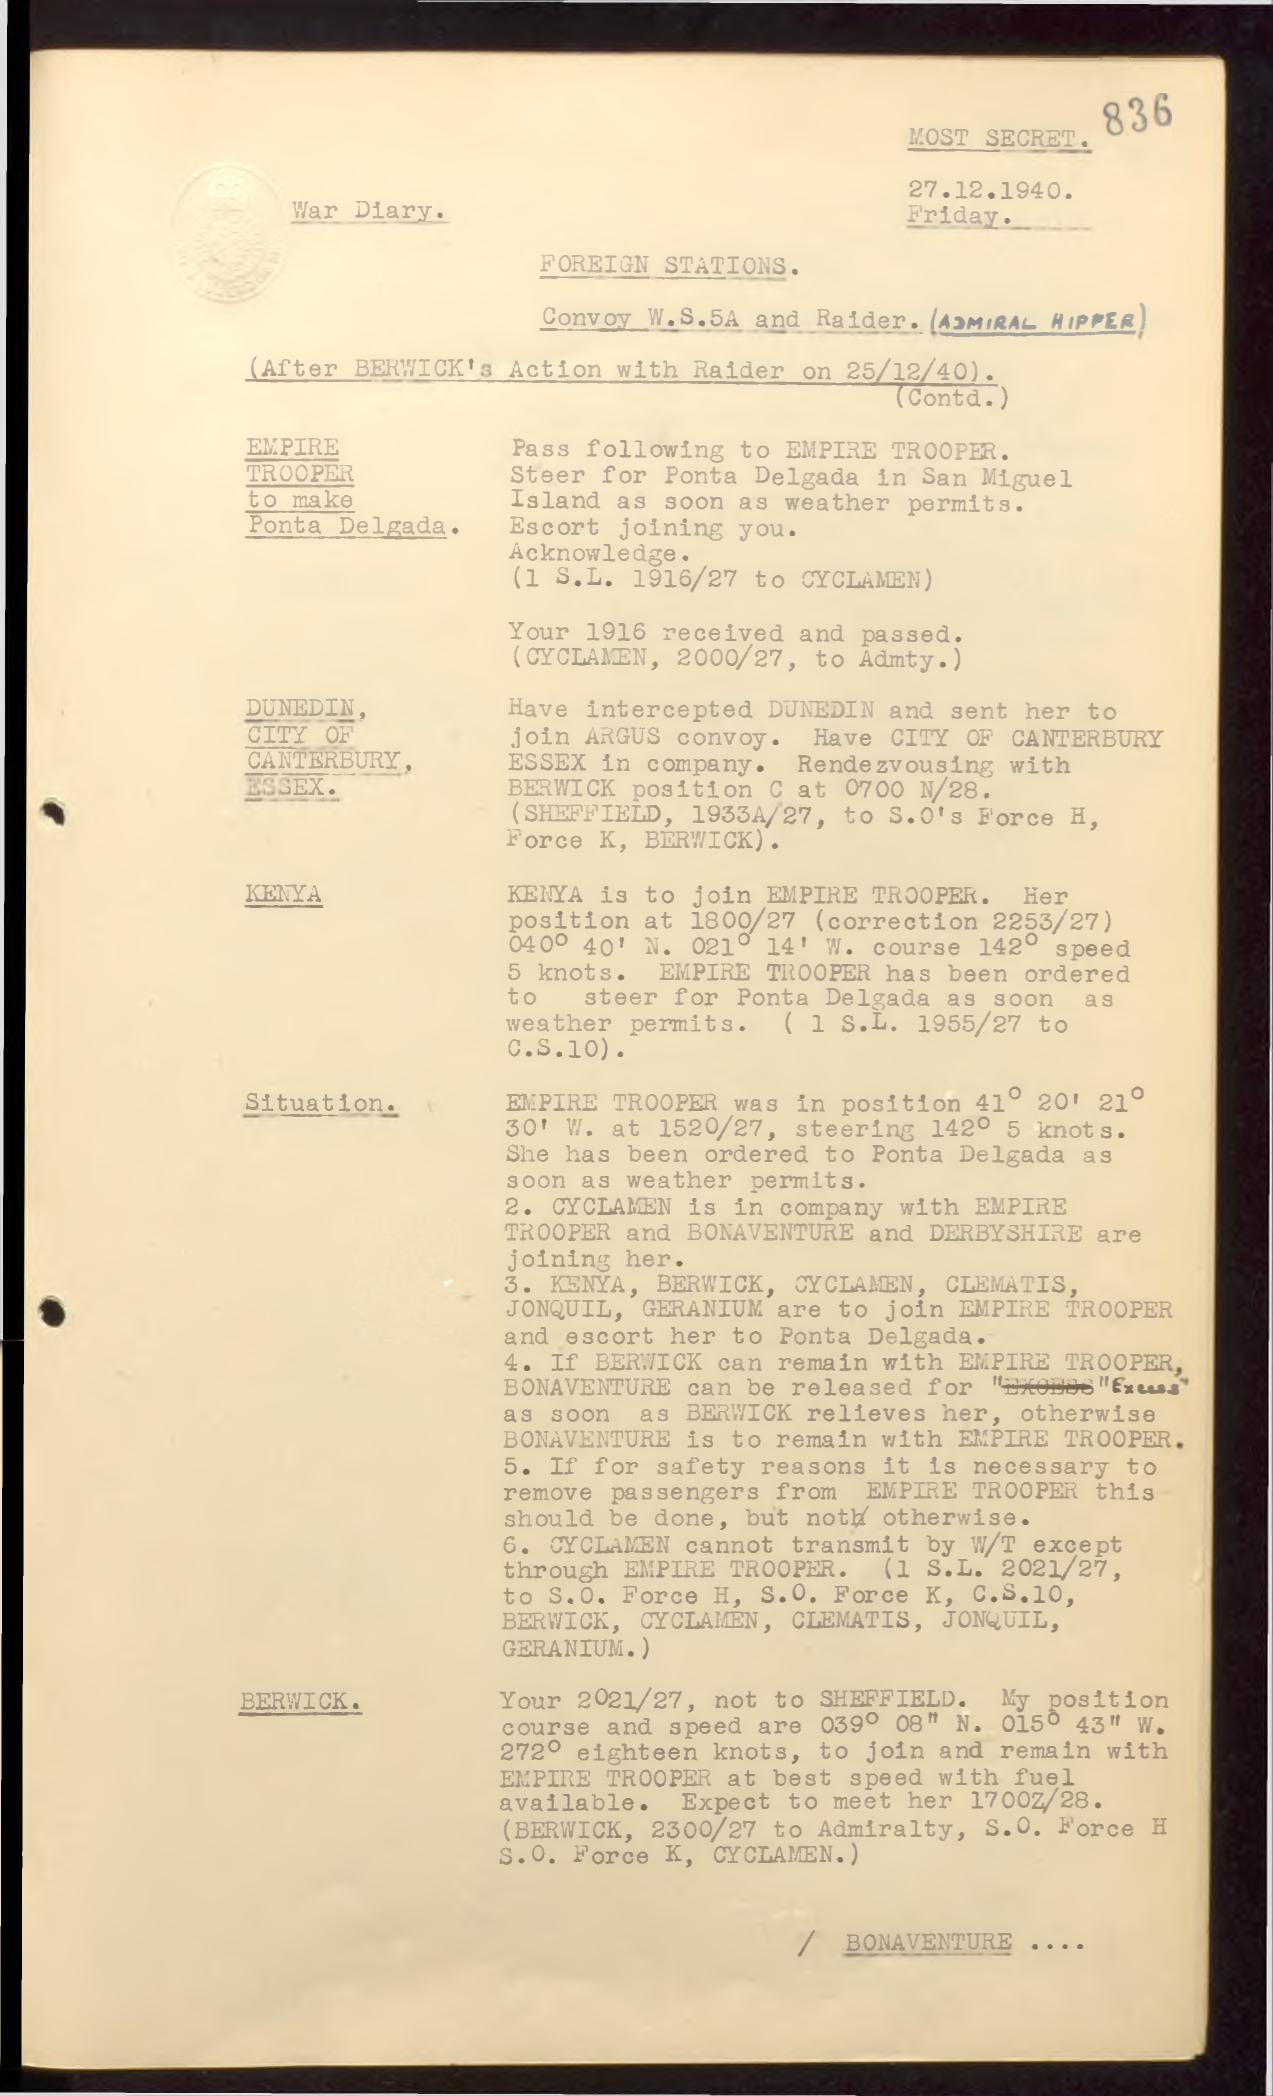 836
MOST SECRET.
27.12.1940.
Friday.
War Diary.
FOREIGN STATIONS.
Convoy W.S.5A and Raider. (ADMIRAL HIPPER)
(After BERWICK's Action with Raider on 25/12/40).
(Contd.)
EMPIRE
TROOPER
to make
Ponta Delgada.
Pass following to EMPIRE TROOPER.
Steer for Ponta Delgada in San Miguel
Island as soon as weather permits.
Escort joining you.
Acknowledge.
(1 S.L. 1916/27 to CYCLAMEN)
Your 1916 received and passed.
(CYCLAMEN, 2000/27, to Admty.)
DUNEDIN,
CITY OF
CANTERBURY,
ESSEX.
Have intercepted DUNEDIN and sent her to
join ARGUS convoy. Have CITY OF CANTERBURY
ESSEX in company. Rendezvousing with
BERWICK position C at 0700 N/28.
(SHEFFIELD, 1933A/27, to S.O's Force H,
Force K, BERWICK).
KENYA
KENYA is to join EMPIRE TROOPER. Her
position at 1800/27 (correction 2253/27)
040° 40' N. 021° 14' W. course 142° speed
5 knots. EMPIRE TROOPER has been ordered
to steer for Ponta Delgada as soon as
weather permits. ( 1 S.L. 1955/27 to
C.S.10).
Situation.
EMPIRE TROOPER was in position 41° 20' 21°
30' W. at 1520/27, steering 142° 5 knots.
She has been ordered to Ponta Delgada as
soon as weather permits.
2. CYCLAMEN is in company with EMPIRE
TROOPER and BONAVENTURE and DERBYSHIRE are
joining her.
3. KENYA, BERWICK, CYCLAMEN, CLEMATIS,
JONQUIL, GERANIUM are to join EMPIRE TROOPER
and escort her to Ponta Delgada.
4. If BERWICK can remain with EMPIRE TROOPER,
BONAVENTURE can be released for "EXCESS" "Excess"
as soon as BERWICK relieves her, otherwise
BONAVENTURE is to remain with EMPIRE TROOPER.
5. If for safety reasons it is necessary to
remove passengers from EMPIRE TROOPER this
should be done, but not otherwise.
6. CYCLAMEN cannot transmit by W/T except
through EMPIRE TROOPER. (1 S.L. 2021/27,
to S.O. Force H, S.O. Force K, C.S.10,
BERWICK, CYCLAMEN, CLEMATIS, JONQUIL,
GERANIUM.)
BERWICK.
Your 2021/27, not to SHEFFIELD. My position
course and speed are 039° 08" N. 015° 43" W.
272° eighteen knots, to join and remain with
EMPIRE TROOPER at best speed with fuel
available. Expect to meet her 1700Z/28.
(BERWICK, 2300/27 to Admiralty, S.O. Force H
S.O. Force K, CYCLAMEN.)
/ BONAVENTURE ....